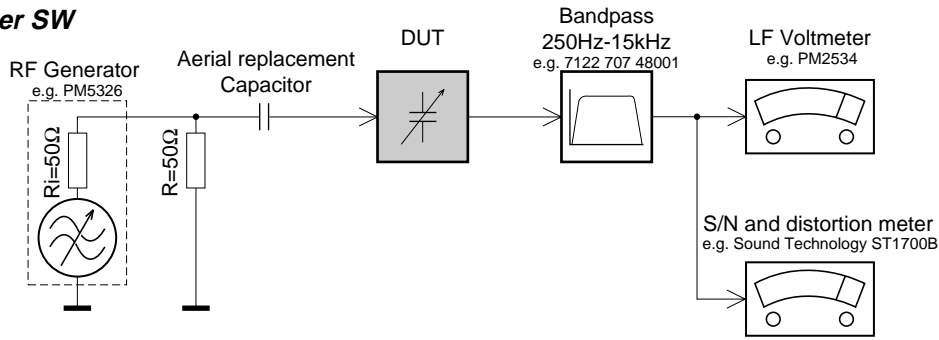 er SW
RF Generator
e.g. PM5326
Ri=50Ω
R=50Ω
Aerial replacement
Capacitor
DUT
Bandpass
250Hz-15kHz
e.g. 7122 707 48001
LF Voltmeter
e.g. PM2534
S/N and distortion meter
e.g. Sound Technology ST1700B